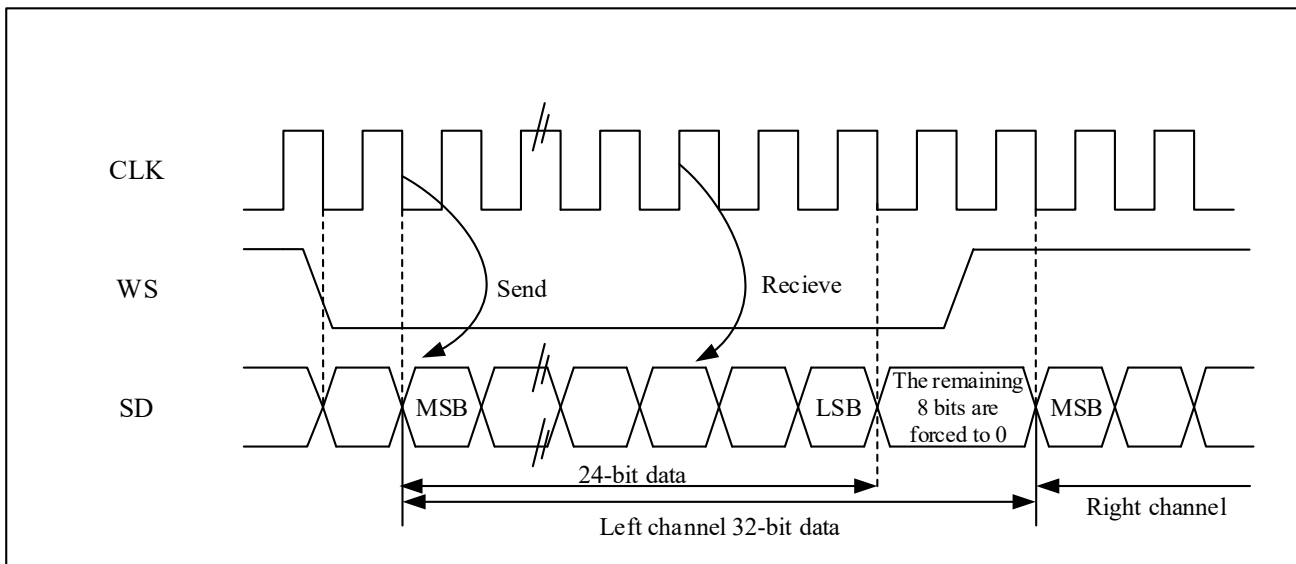 CLK
WS
Send
Recieve
SD
MSB
LSB
The remaining
8 bits are
forced to 0
MSB
24-bit data
Left channel 32-bit data
Right channel